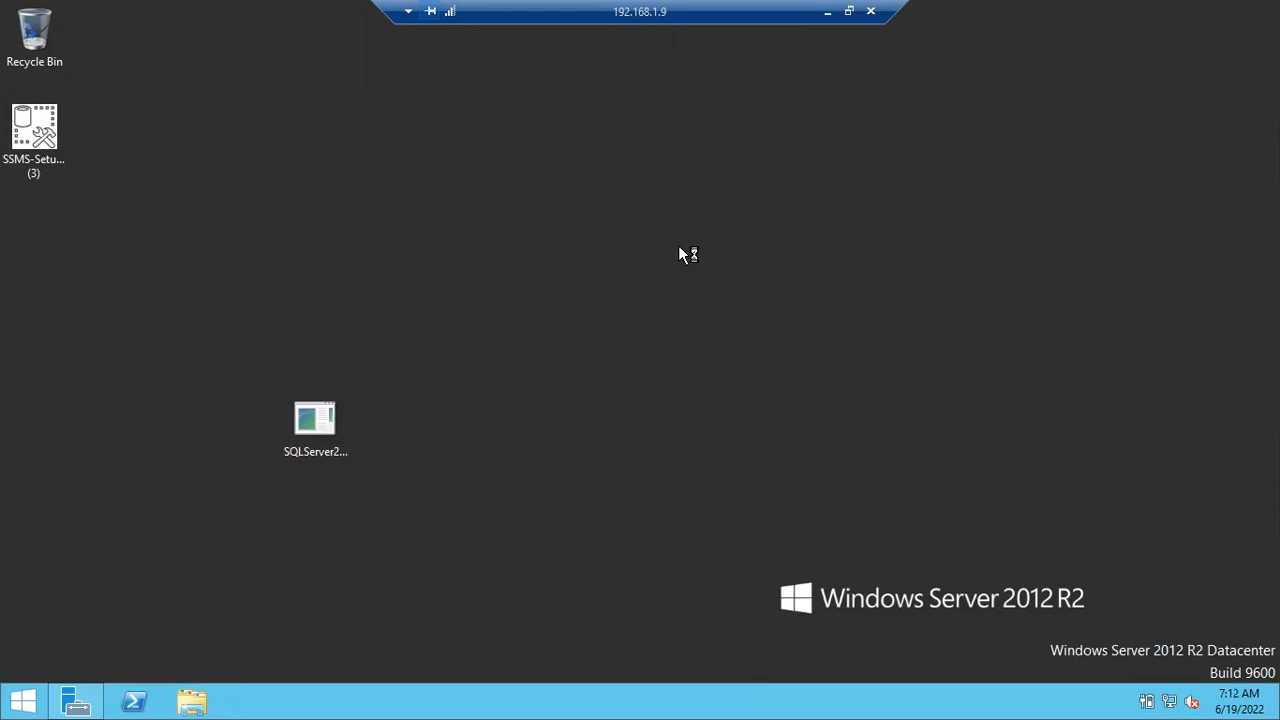 192.168.1.9
Recycle Bin
SSMS-Setu...
(3)
SQLServer2...
Windows Server 2012 R2
Windows Server 2012 R2 Datacenter
Build 9600
7:12 AM
6/19/2022